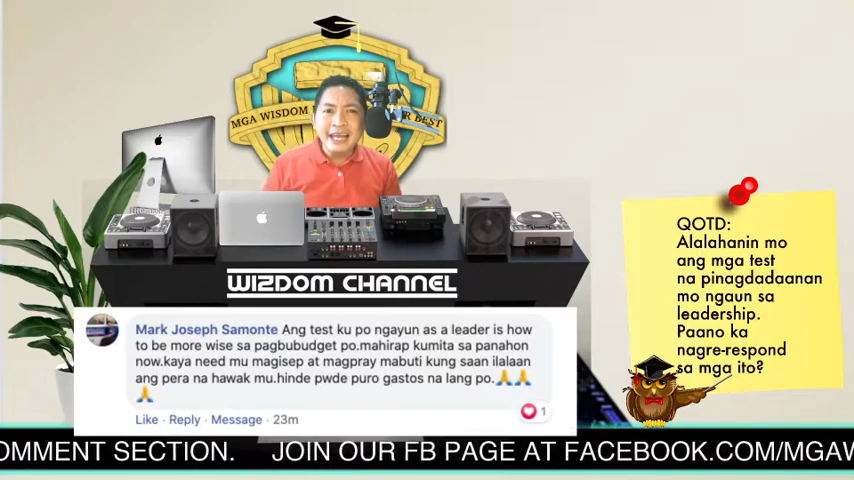 MGA WISDOM
R BEST
WIZDOM CHANNEL
Mark Joseph Samonte Ang test ku po ngayun as a leader is how
to be more wise sa pagbubudget po.mahirap kumita sa panahon
now.kaya need mu magisep at magpray mabuti kung saan ilalaan
ang pera na hawak mu.hinde pwde puro gastos na lang po.🙏🙏
🙏
Like · Reply · Message · 23m
1
QOTD:
Alalahanin mo
ang mga test
na pinagdadaanan
mo ngaun sa
leadership.
Paano ka
nagre-respond
sa mga ito?
OMMENT SECTION. JOIN OUR FB PAGE AT FACEBOOK.COM/MGAW